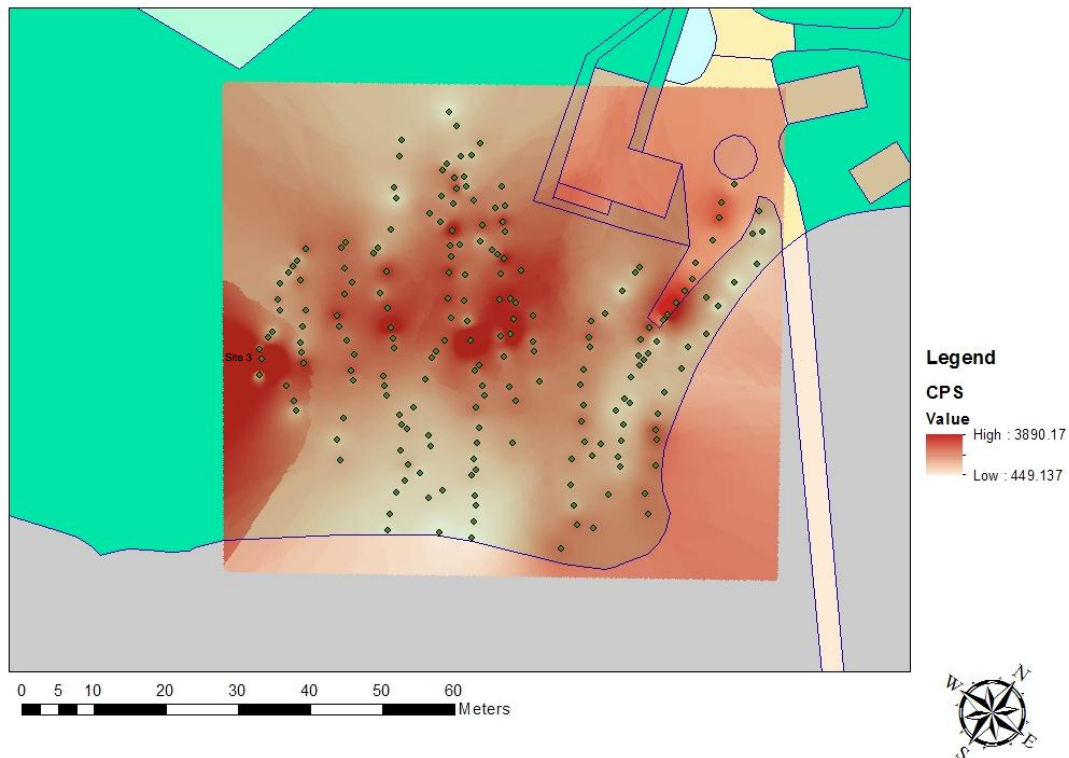 Site 3
Legend
CPS
Value
High : 3890.17
Low : 449.137
0 5 10 20 30 40 50 60
Meters
N
W
E
S